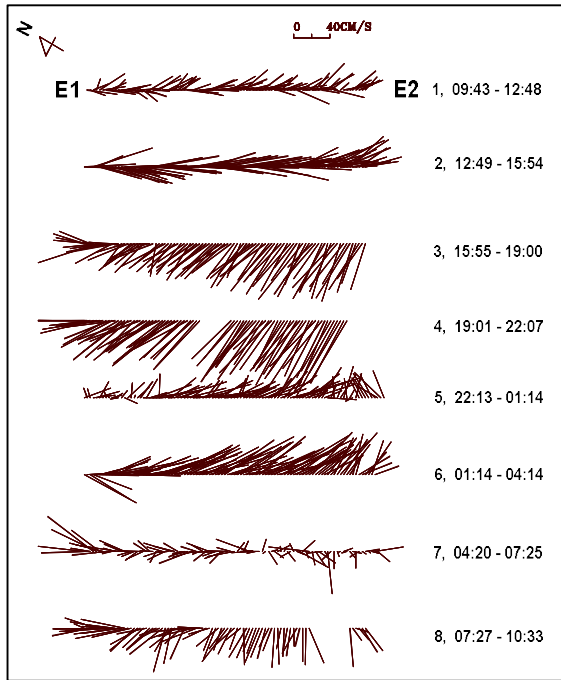 N
0 40CM/S
E1 E2 1, 09:43 - 12:48
2, 12:49 - 15:54
3, 15:55 - 19:00
4, 19:01 - 22:07
5, 22:13 - 01:14
6, 01:14 - 04:14
7, 04:20 - 07:25
8, 07:27 - 10:33